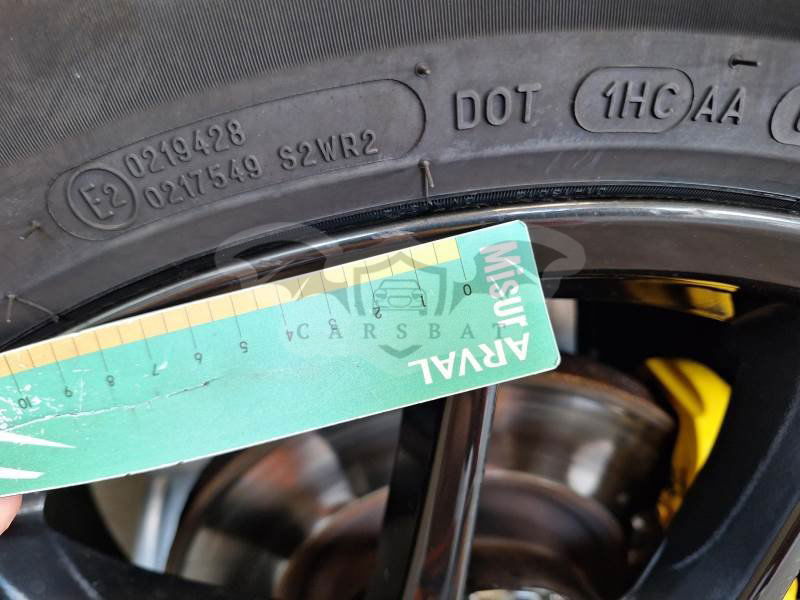 E2
0219428
0217549 S2WR2
DOT 1HC AA
CARSBAT
0 1 2 3 4 5 6 7 8 9 10
Misur
ARVAL